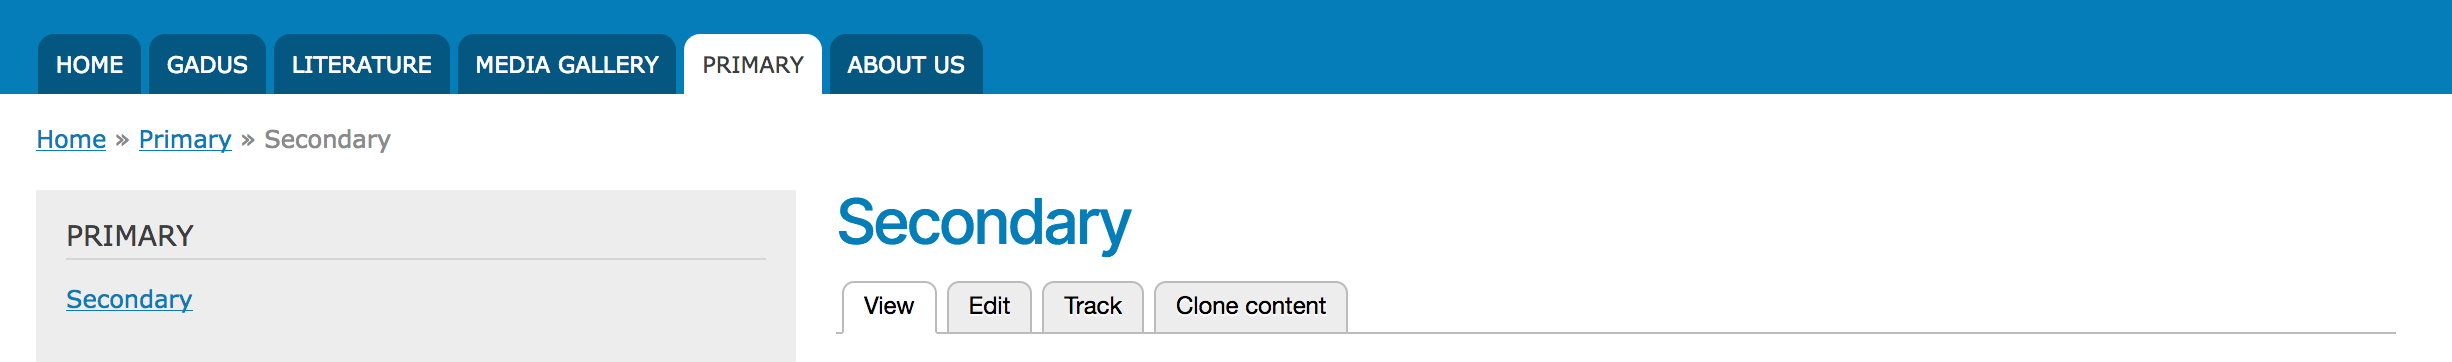 HOME GADUS LITERATURE MEDIA GALLERY PRIMARY ABOUT US
Home » Primary » Secondary
PRIMARY
Secondary
Secondary
View Edit Track Clone content